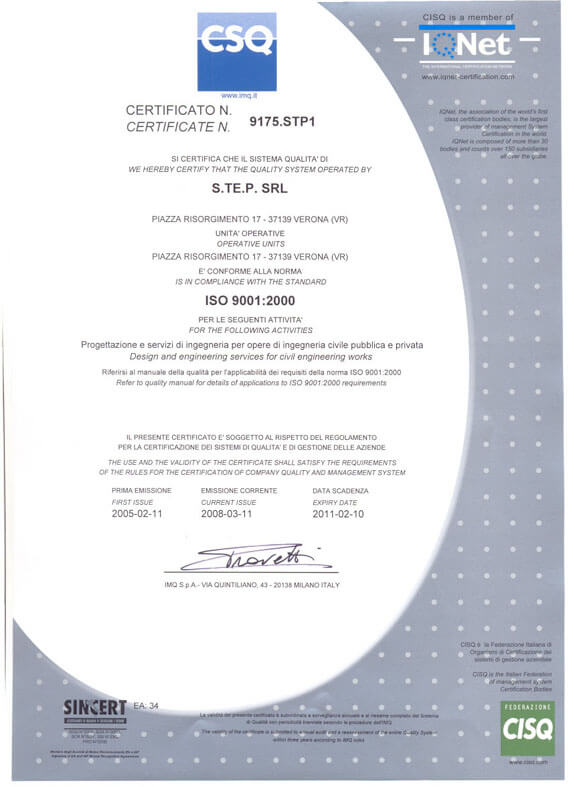 CSQ
www.imq.it
CISQ is a member of
IQNet
THE INTERNATIONAL CERTIFICATION NETWORK
www.iqnet-certification.com
IQNet, the association of the world's first
class certification bodies, is the largest
provider of management System
Certification in the world.
IQNet is composed of more than 30
bodies and counts over 150 subsidiaries
all over the globe.
CERTIFICATO N.
CERTIFICATE N.
9175.STP1
SI CERTIFICA CHE IL SISTEMA QUALITA' DI
WE HEREBY CERTIFY THAT THE QUALITY SYSTEM OPERATED BY
S.TE.P. SRL
PIAZZA RISORGIMENTO 17 - 37139 VERONA (VR)
UNITA' OPERATIVE
OPERATIVE UNITS
PIAZZA RISORGIMENTO 17 - 37139 VERONA (VR)
E' CONFORME ALLA NORMA
IS IN COMPLIANCE WITH THE STANDARD
ISO 9001:2000
PER LE SEGUENTI ATTIVITA'
FOR THE FOLLOWING ACTIVITIES
Progettazione e servizi di ingegneria per opere di ingegneria civile pubblica e privata
Design and engineering services for civil engineering works
Riferirsi al manuale della qualità per l'applicabilità dei requisiti della norma ISO 9001:2000
Refer to quality manual for details of applications to ISO 9001:2000 requirements
IL PRESENTE CERTIFICATO E' SOGGETTO AL RISPETTO DEL REGOLAMENTO
PER LA CERTIFICAZIONE DEI SISTEMI DI QUALITA' E DI GESTIONE DELLE AZIENDE
THE USE AND THE VALIDITY OF THE CERTIFICATE SHALL SATISFY THE REQUIREMENTS
OF THE RULES FOR THE CERTIFICATION OF COMPANY QUALITY AND MANAGEMENT SYSTEM
PRIMA EMISSIONE
FIRST ISSUE
2005-02-11
EMISSIONE CORRENTE
CURRENT ISSUE
2008-03-11
DATA SCADENZA
EXPIRY DATE
2011-02-10
IMQ S.p.A.- VIA QUINTILIANO, 43 - 20138 MILANO ITALY
CISQ è la Federazione Italiana di
Organismi di Certificazione dei
sistemi di gestione aziendale
CISQ is the Italian Federation
of management system
Certification Bodies
SINCERT
EA: 34
La validità del presente certificato è subordinata a sorveglianza annuale e al riesame completo del Sistema
di Qualità con periodicità triennale secondo le procedure dell'IMQ
The validity of the certificate is submitted to annual audit and a reassessment of the entire Quality System
within three years according to IMQ rules
FEDERAZIONE
CISQ
www.cisq.com